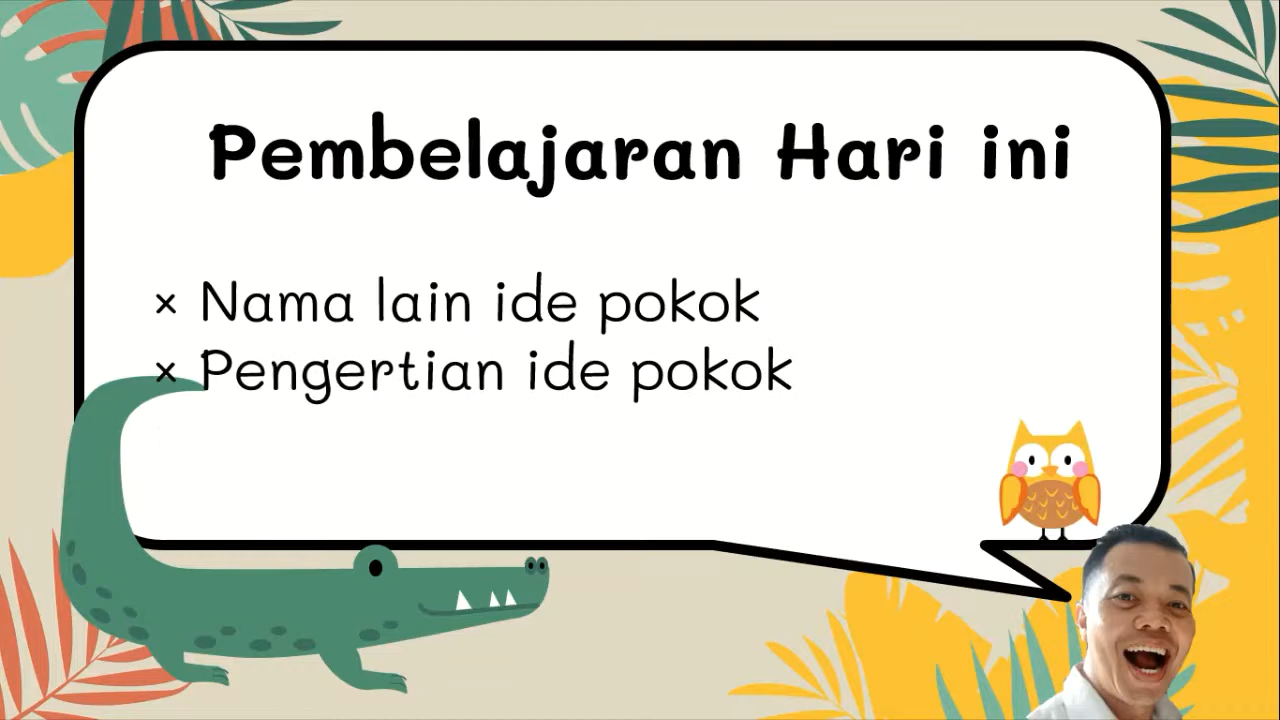 Pembelajaran Hari ini
× Nama lain ide pokok
× Pengertian ide pokok